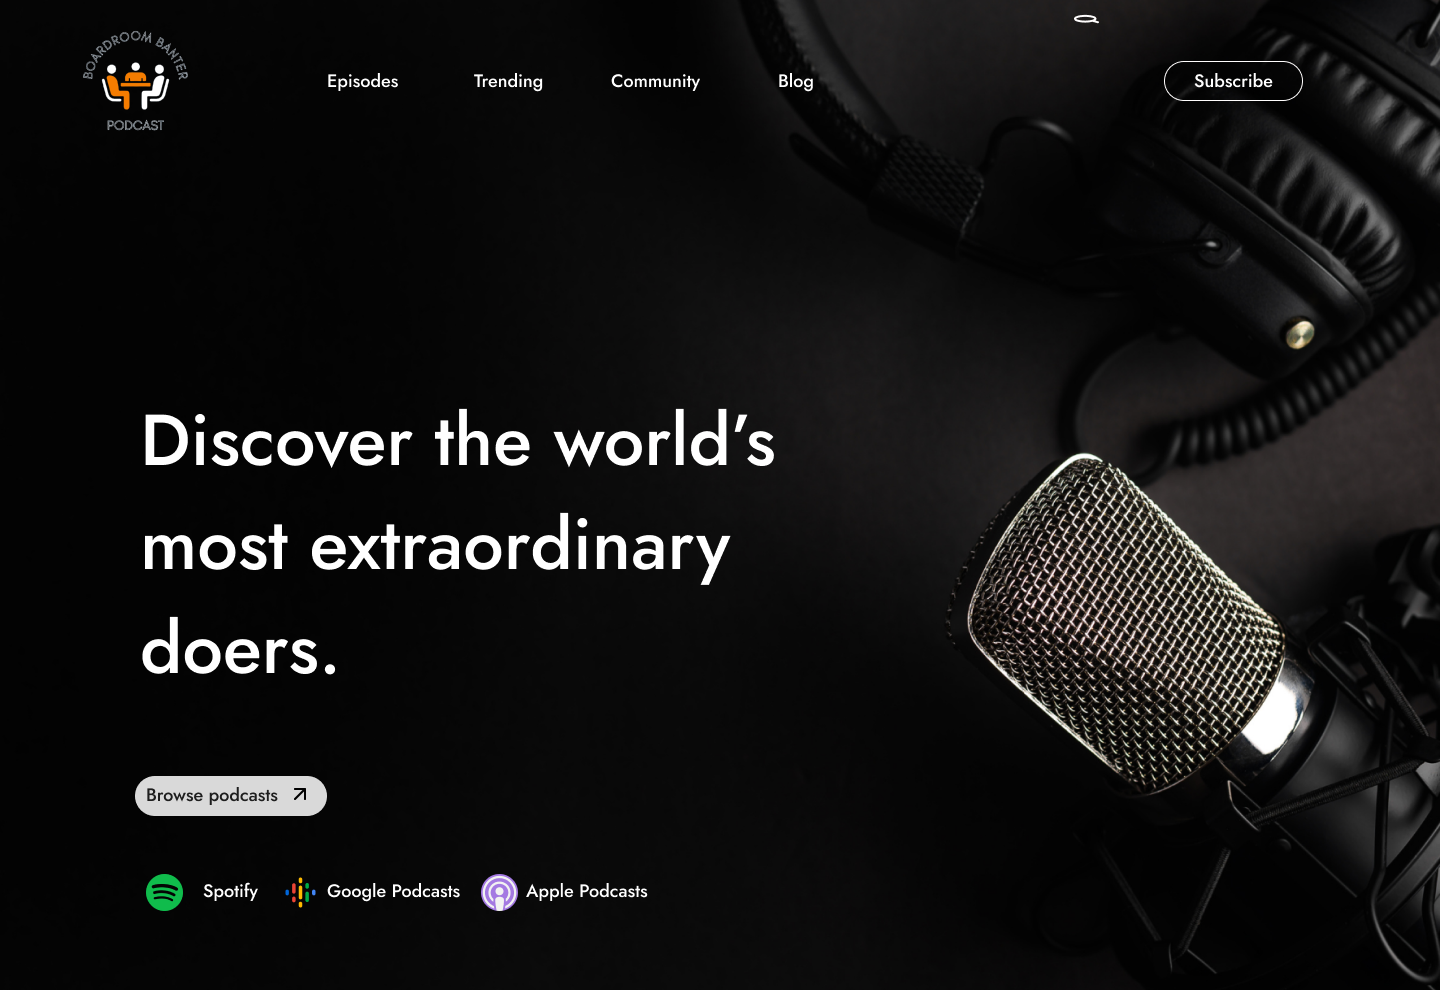 BOARDROOM BANTER
PODCAST
Episodes
Trending
Community
Blog
Subscribe
Discover the world’s
most extraordinary
doers.
Browse podcasts
Spotify
Google Podcasts
Apple Podcasts